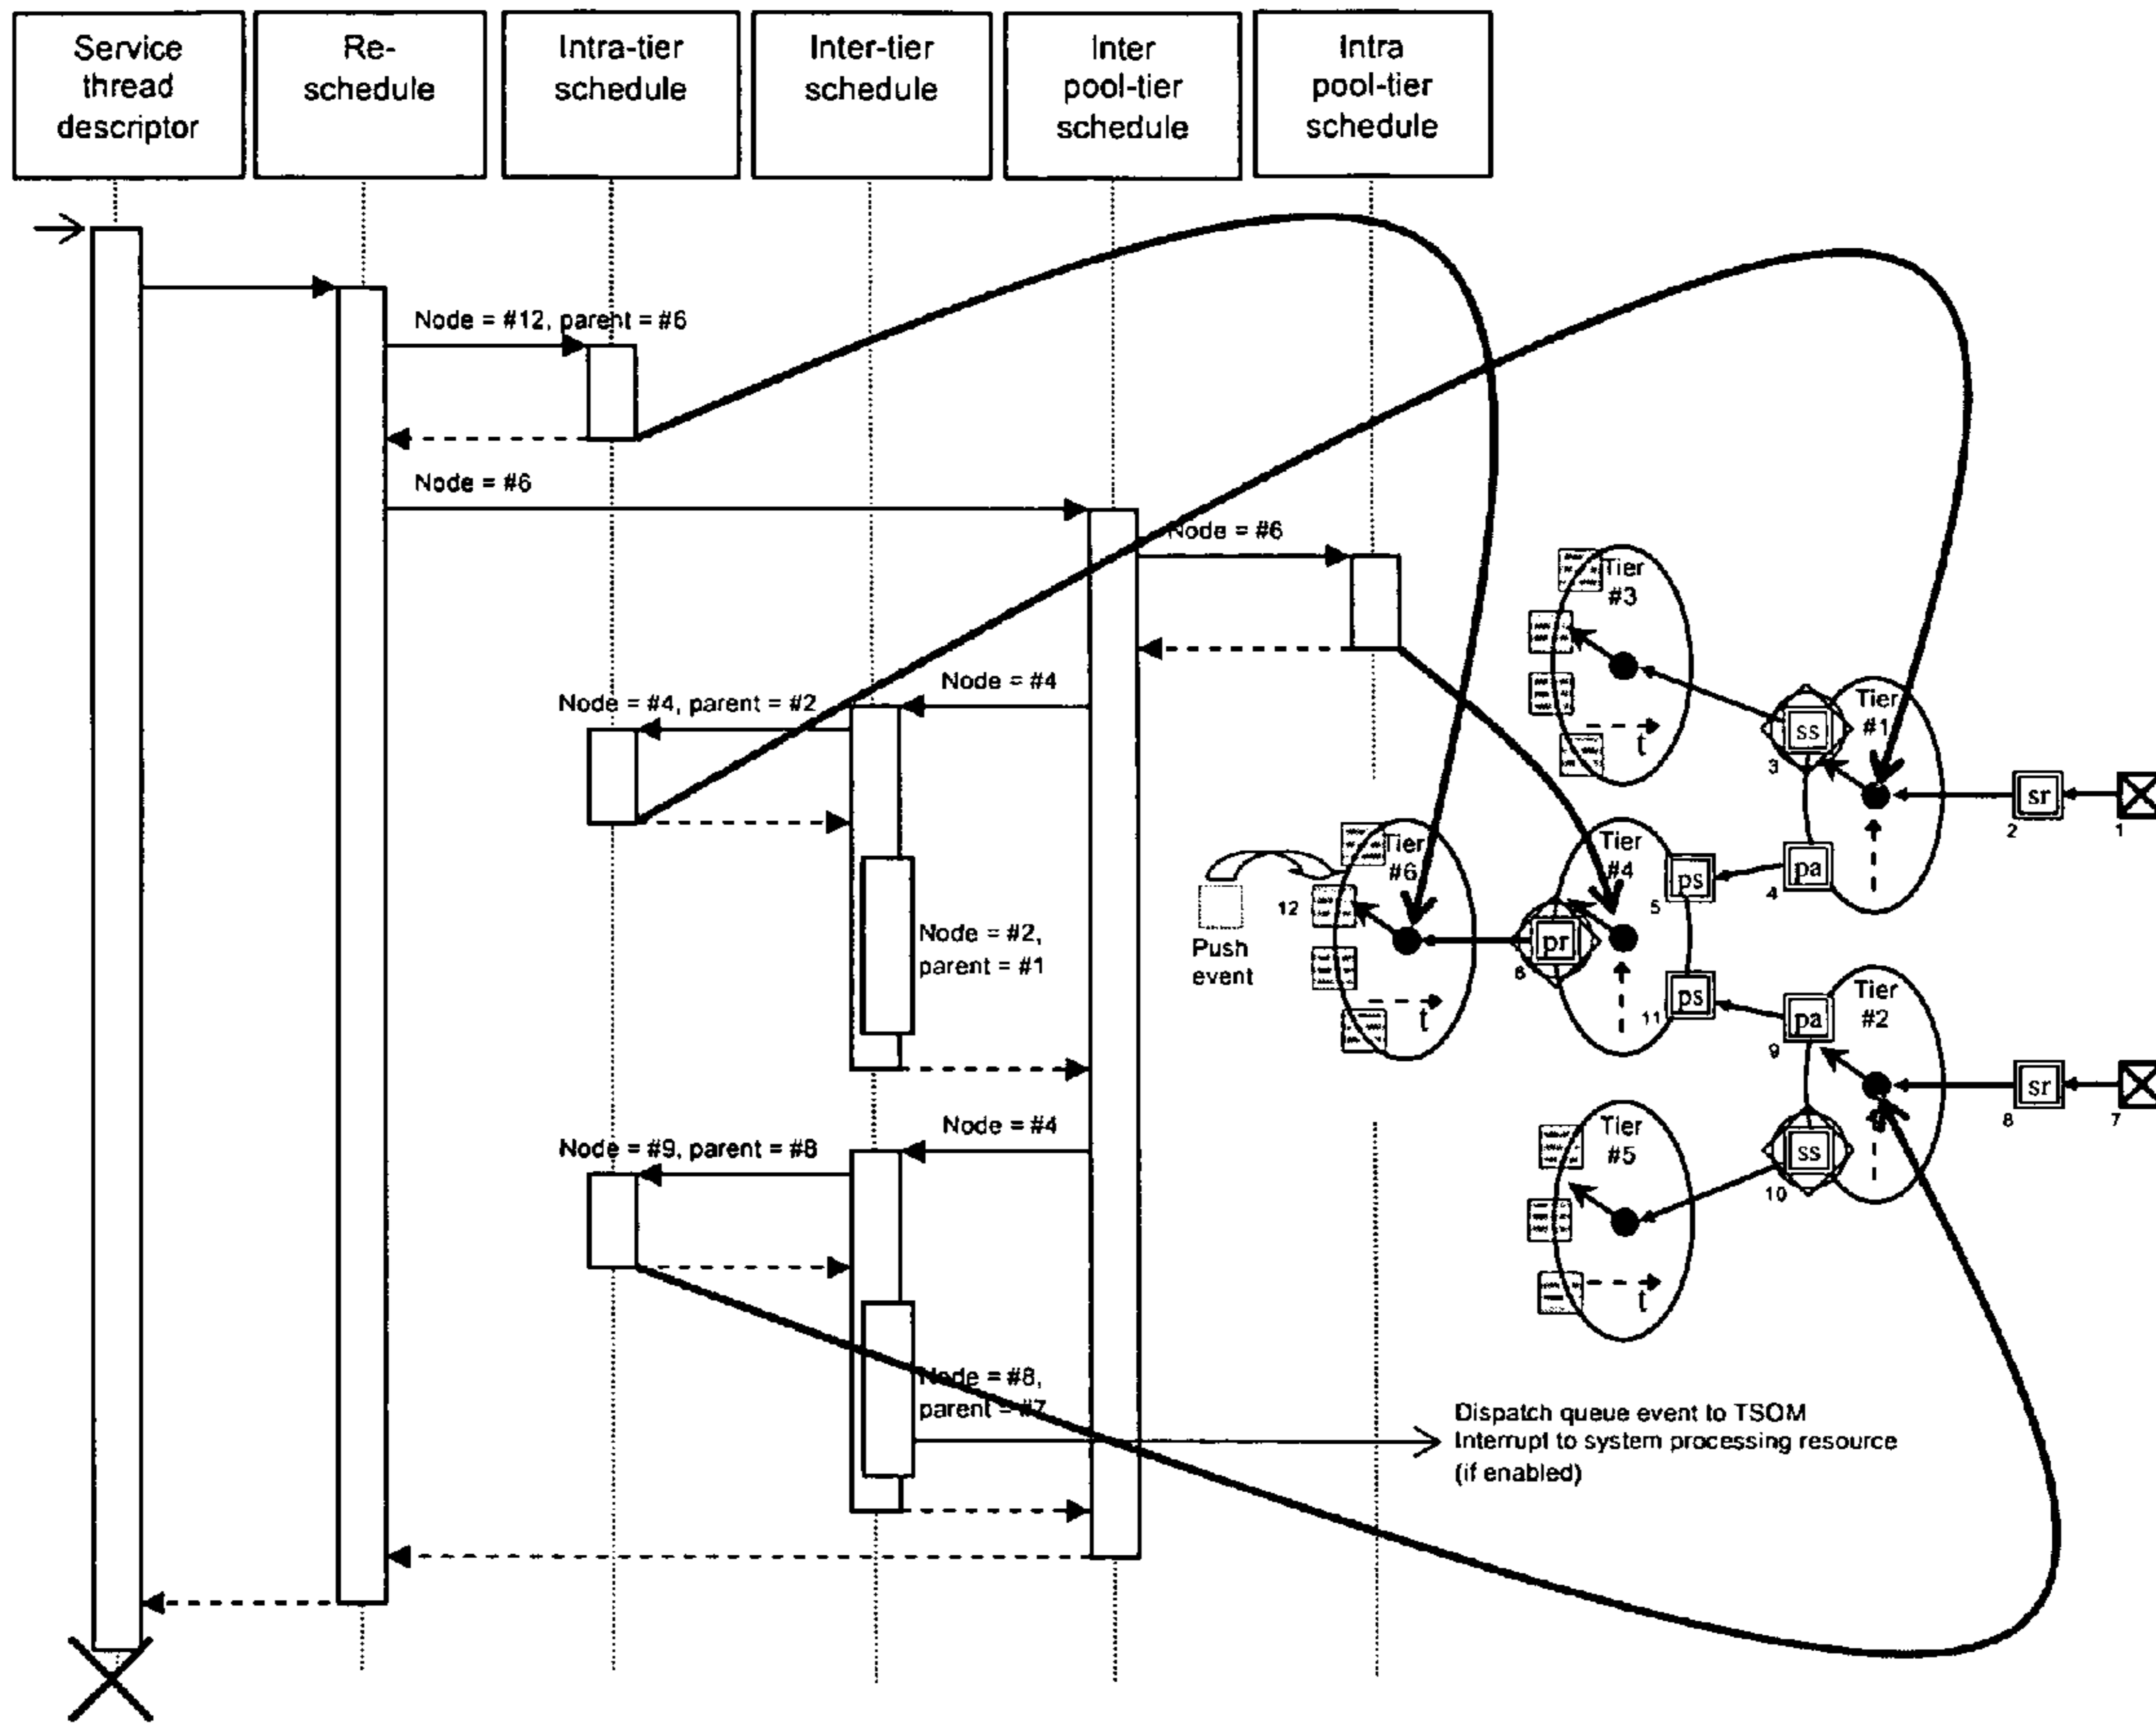 Service
thread
descriptor
Re-
schedule
Intra-tier
schedule
Inter-tier
schedule
Inter
pool-tier
schedule
Intra
pool-tier
schedule
Node = #12, parent = #6
Node = #6
Node = #6
Node = #4
Node = #4, parent = #2
Node = #2,
parent = #1
Node = #4
Node = #9, parent = #8
Node = #8,
parent = #7
Dispatch queue event to TSOM
Interrupt to system processing resource
(if enabled)
Tier
#3
t
ss
3
Tier
#1
sr
2
1
pa
4
ps
5
Tier
#4
Tier
#6
12
Push
event
t
pr
6
ps
11
pa
9
Tier
#2
sr
8
7
ss
10
Tier
#5
t